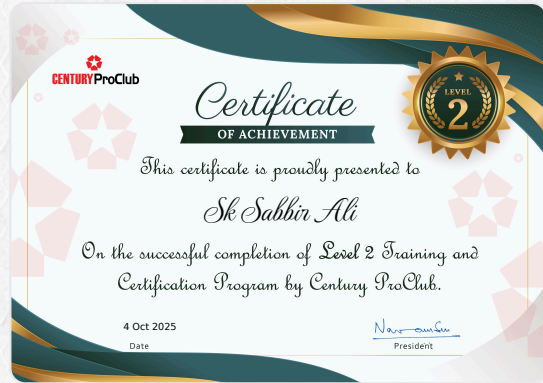 CENTURY ProClub
Certificate
OF ACHIEVEMENT
LEVEL
2
This certificate is proudly presented to
Sk Sabbir Ali
On the successful completion of Level 2 Training and
Certification Program by Century ProClub.
4 Oct 2025
Date
President